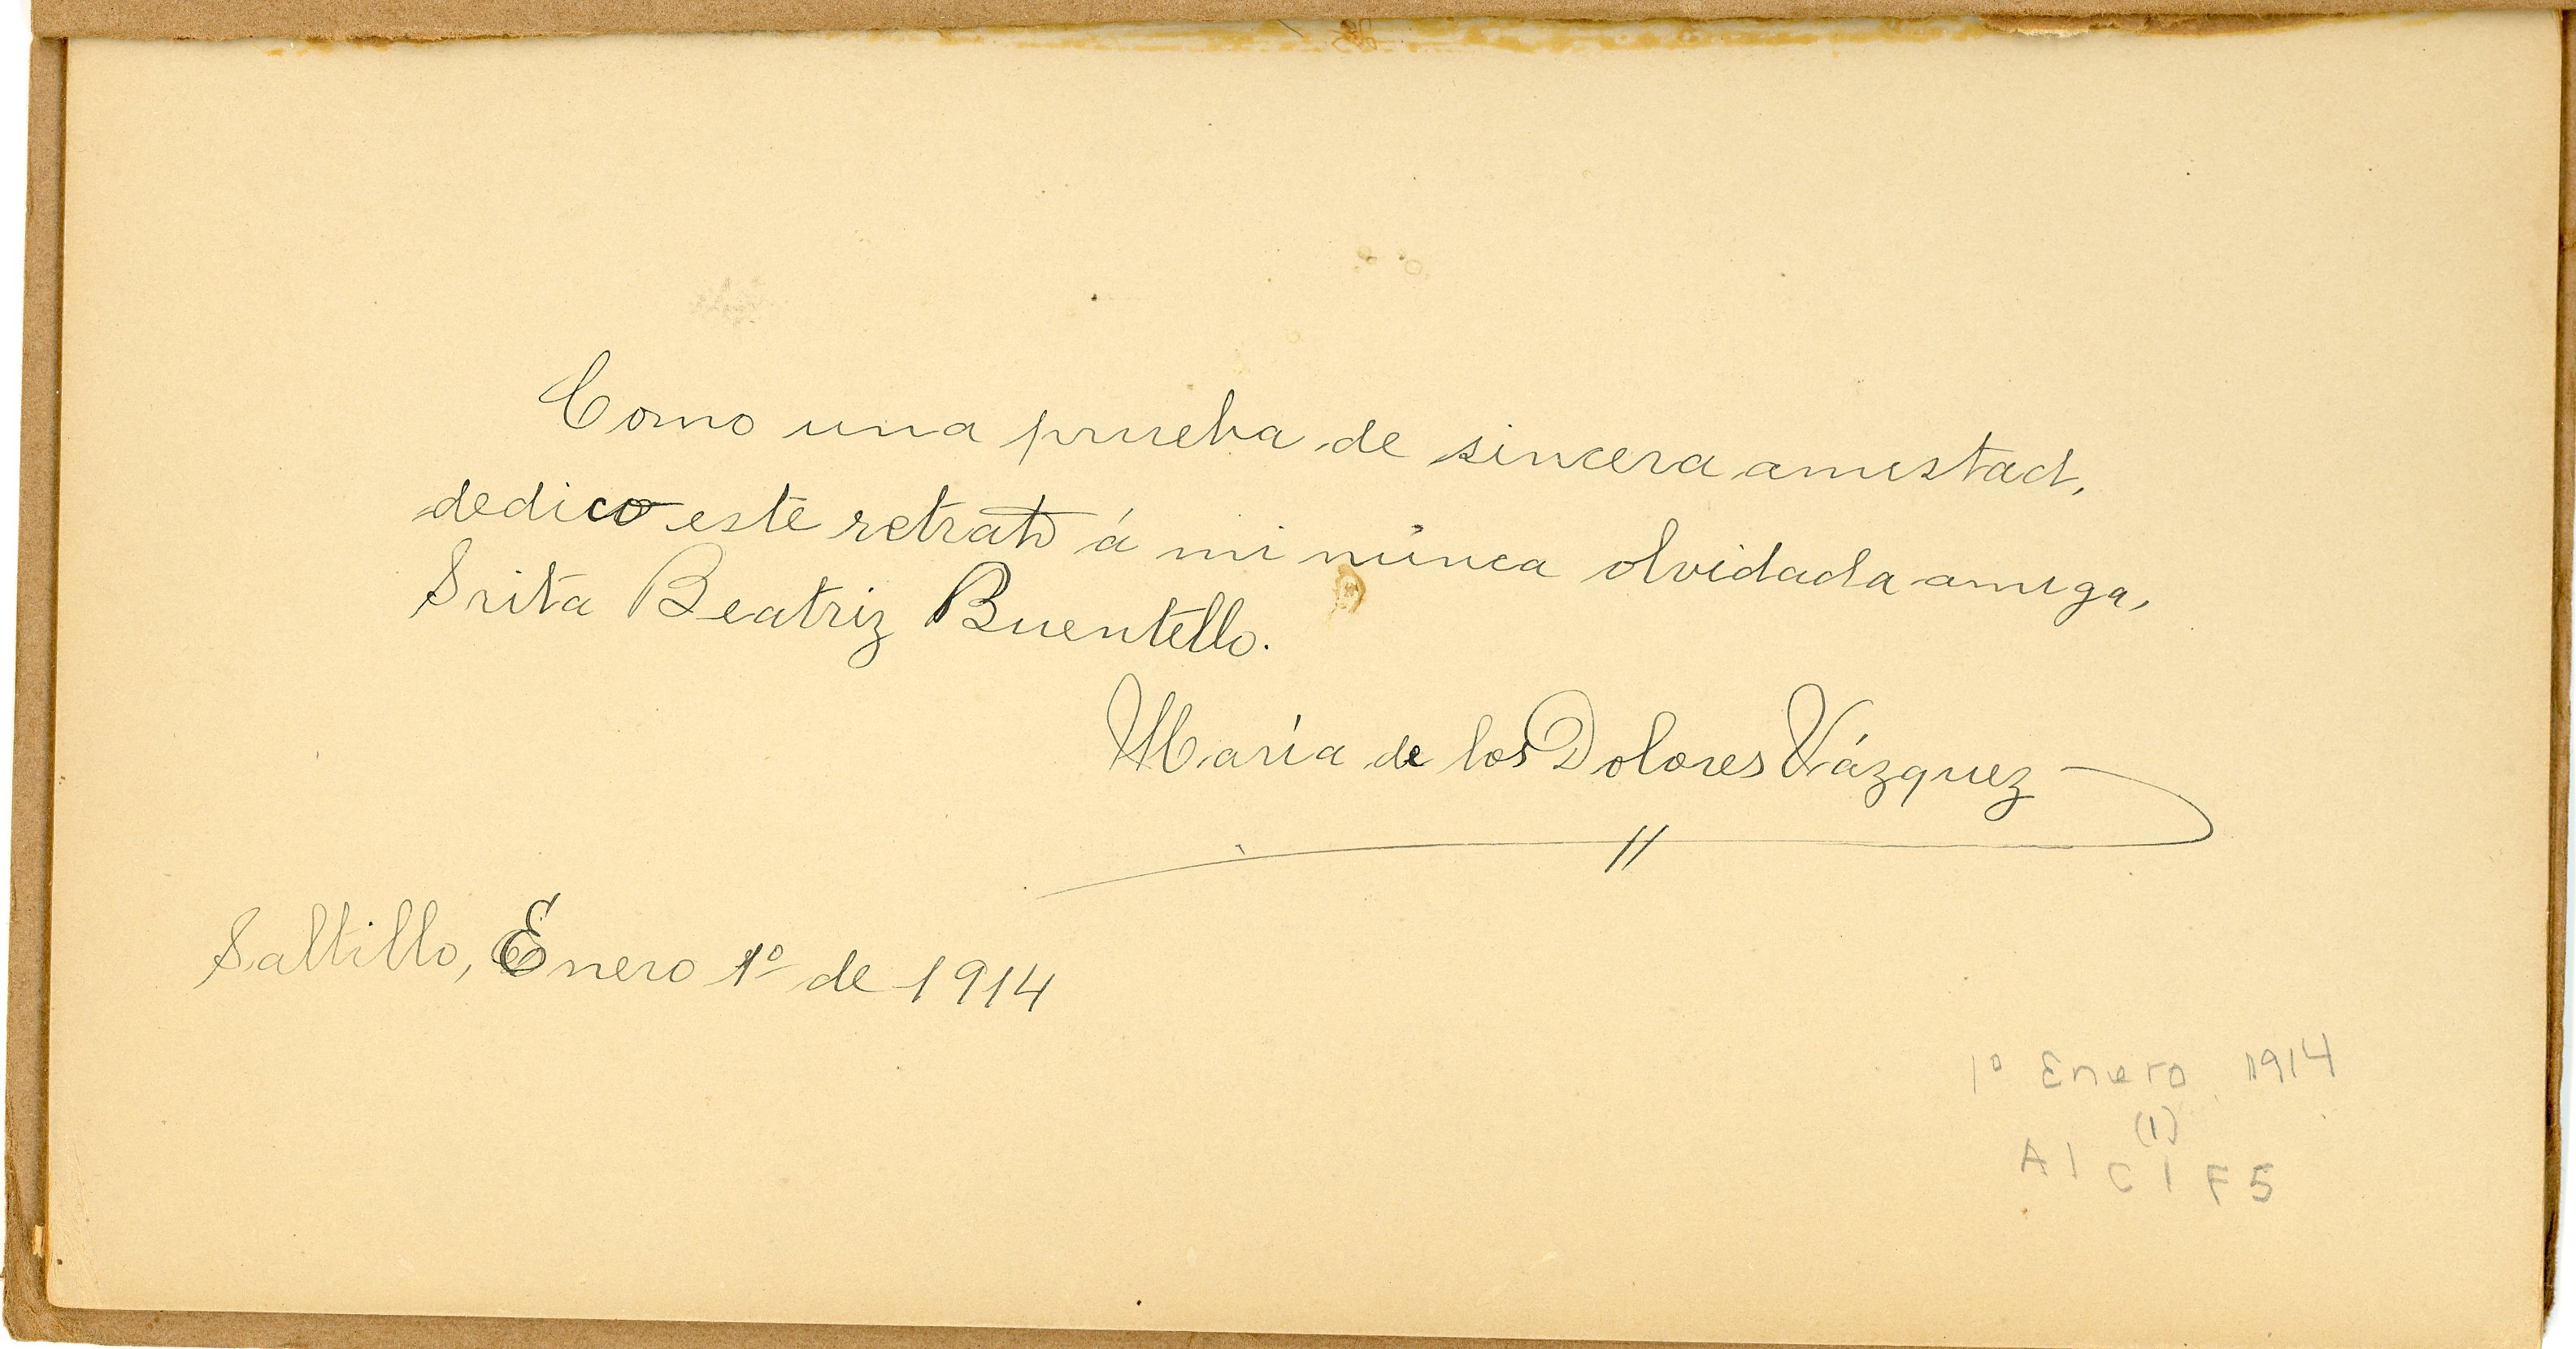 Como una prueba de sincera amistad,
dedico este retrato á mi nunca olvidada amiga,
Srita Beatriz Buentello.
María de los Dolores Vázquez
Saltillo, Enero 1º de 1914
1º Enero 1914
(1)
A1 C1 F5